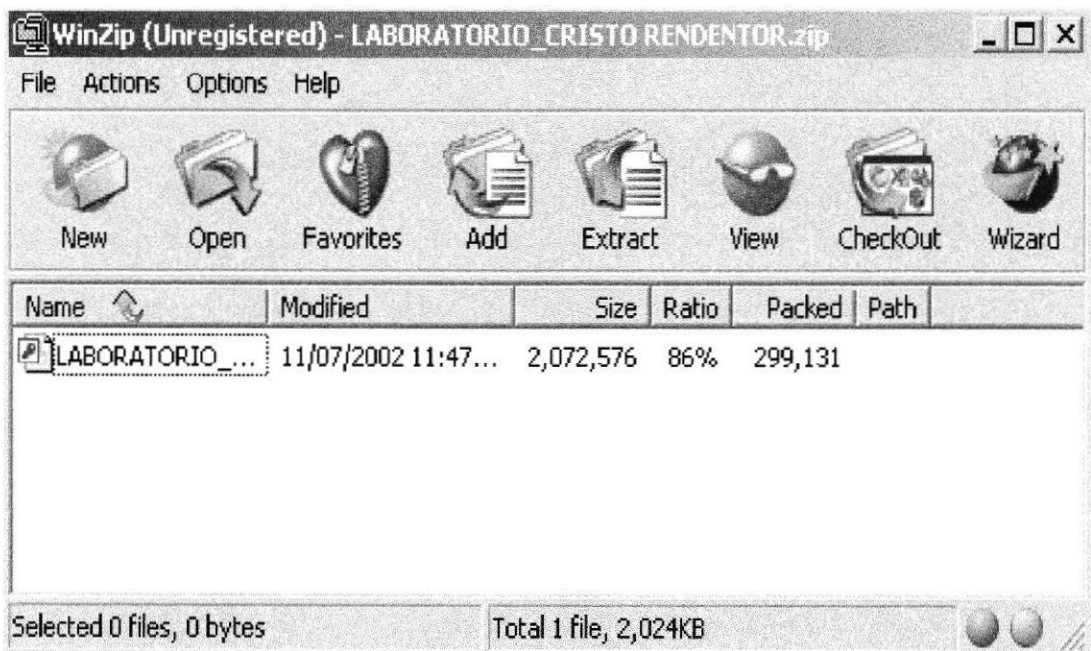 WinZip (Unregistered) - LABORATORIO_CRISTO RENDENTOR.zip
File Actions Options Help
New Open Favorites Add Extract View CheckOut Wizard
Name Modified Size Ratio Packed Path
LABORATORIO_... 11/07/2002 11:47... 2,072,576 86% 299,131
Selected 0 files, 0 bytes Total 1 file, 2,024KB